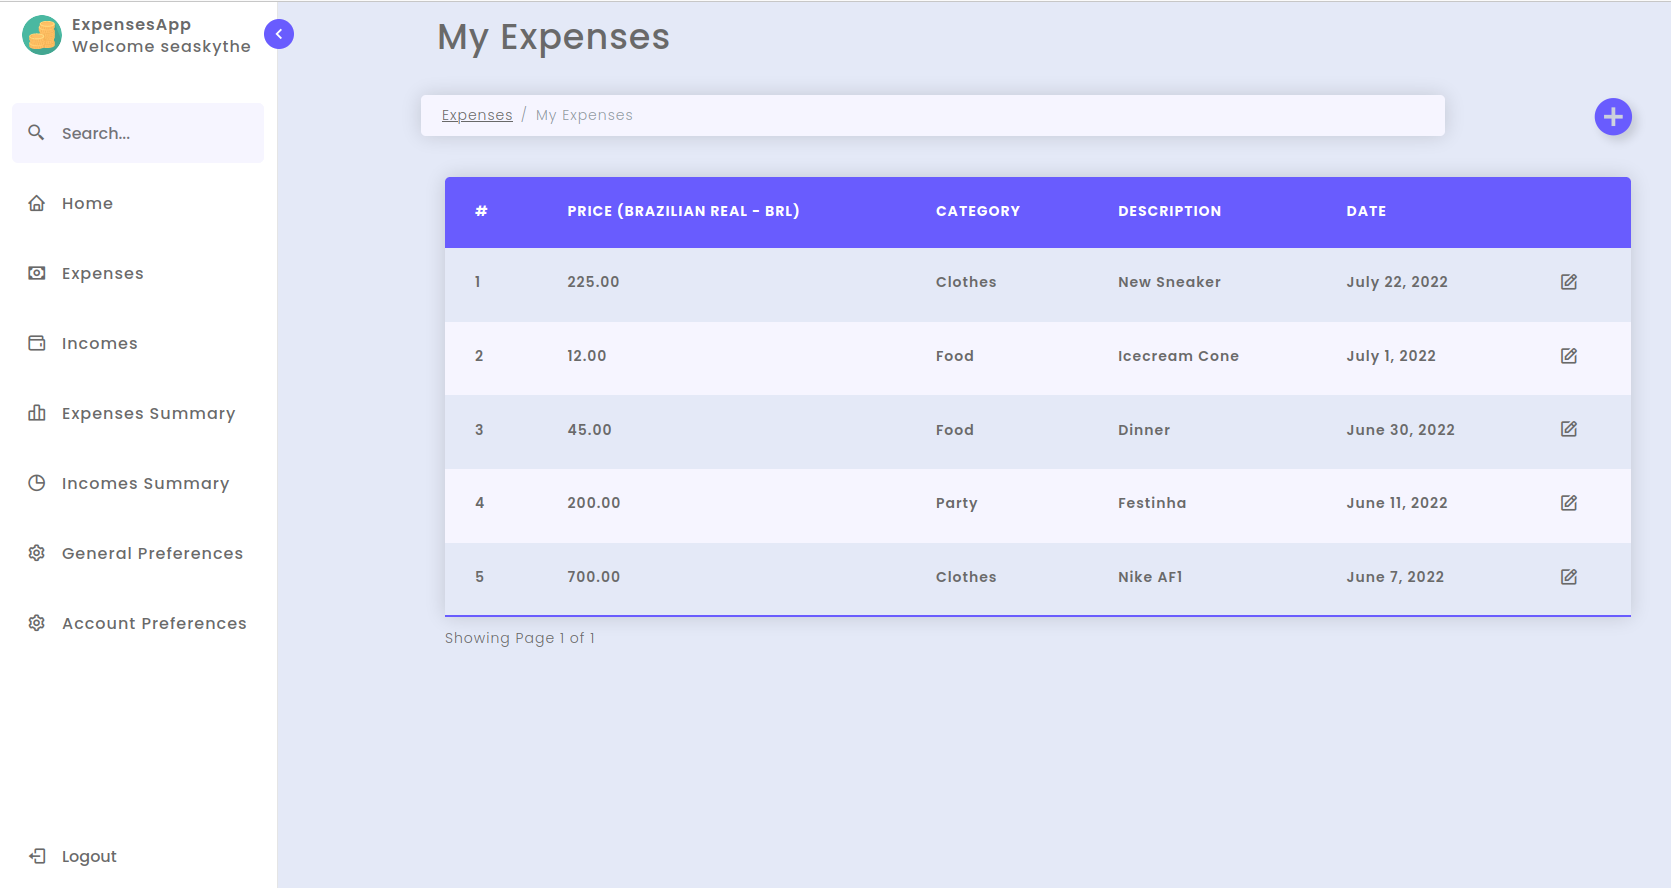 ExpensesApp
Welcome seaskythe
Search...
Home
Expenses
Incomes
Expenses Summary
Incomes Summary
General Preferences
Account Preferences
Logout
My Expenses
Expenses / My Expenses
# PRICE (BRAZILIAN REAL - BRL) CATEGORY DESCRIPTION DATE
1 225.00 Clothes New Sneaker July 22, 2022
2 12.00 Food Icecream Cone July 1, 2022
3 45.00 Food Dinner June 30, 2022
4 200.00 Party Festinha June 11, 2022
5 700.00 Clothes Nike AF1 June 7, 2022
Showing Page 1 of 1